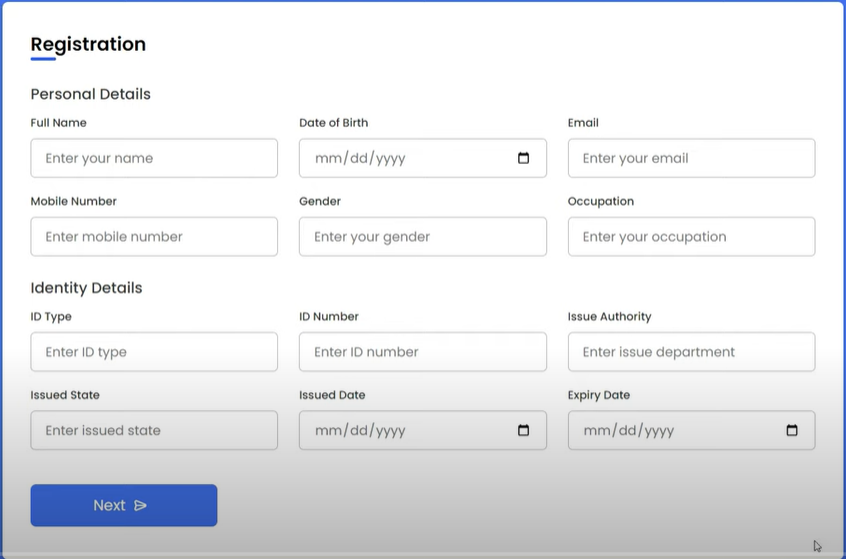 Registration
Personal Details
Full Name Date of Birth Email
Enter your name mm/dd/yyyy Enter your email
Mobile Number Gender Occupation
Enter mobile number Enter your gender Enter your occupation
Identity Details
ID Type ID Number Issue Authority
Enter ID type Enter ID number Enter issue department
Issued State Issued Date Expiry Date
Enter issued state mm/dd/yyyy mm/dd/yyyy
Next